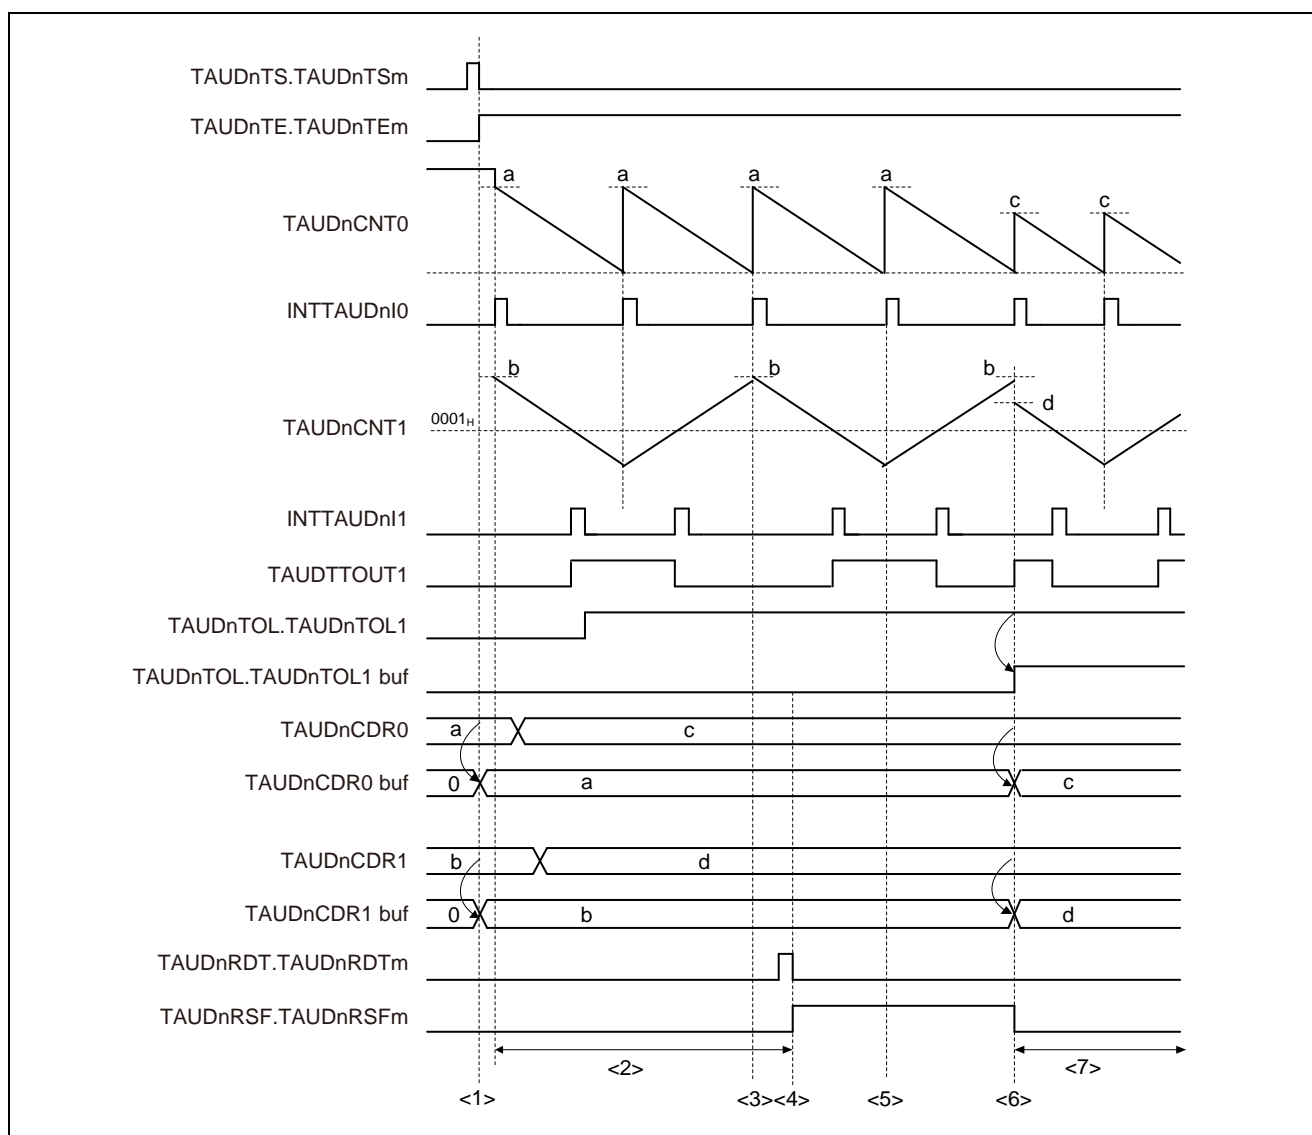 TAUDnTS.TAUDnTSm
TAUDnTE.TAUDnTEm
a a a a
c c
TAUDnCNT0
INTTAUDnI0
b b b
d
0001H
TAUDnCNT1
INTTAUDnI1
TAUDTTOUT1
TAUDnTOL.TAUDnTOL1
TAUDnTOL.TAUDnTOL1 buf
TAUDnCDR0
a c
TAUDnCDR0 buf
0 a c
TAUDnCDR1
b d
TAUDnCDR1 buf
0 b d
TAUDnRDT.TAUDnRDTm
TAUDnRSF.TAUDnRSFm
<2> <7>
<1> <3><4> <5> <6>